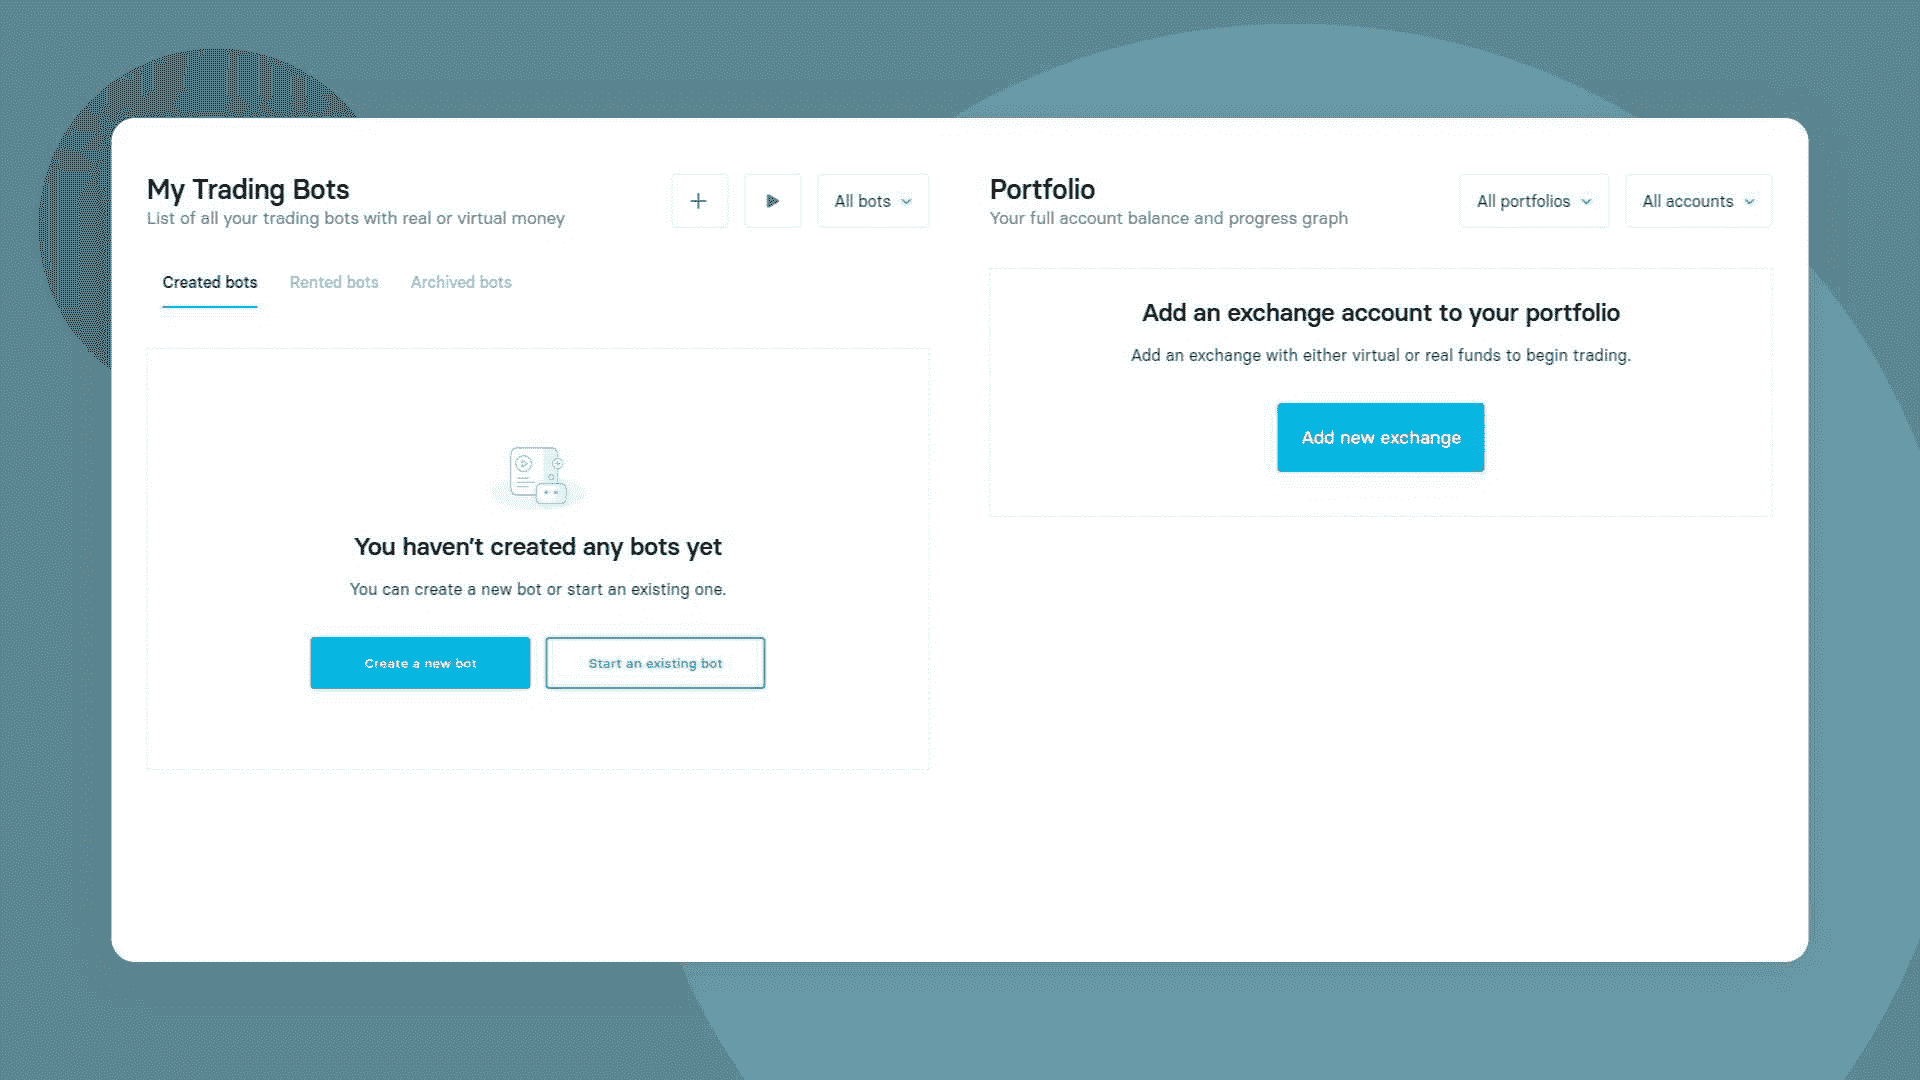 My Trading Bots
List of all your trading bots with real or virtual money
All bots
Created bots
Rented bots
Archived bots
You haven't created any bots yet
You can create a new bot or start an existing one.
Create a new bot
Start an existing bot
Portfolio
Your full account balance and progress graph
All portfolios
All accounts
Add an exchange account to your portfolio
Add an exchange with either virtual or real funds to begin trading.
Add new exchange